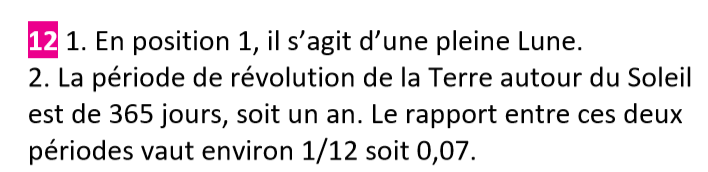 12 1. En position 1, il s’agit d’une pleine Lune.
2. La période de révolution de la Terre autour du Soleil
est de 365 jours, soit un an. Le rapport entre ces deux
périodes vaut environ 1/12 soit 0,07.